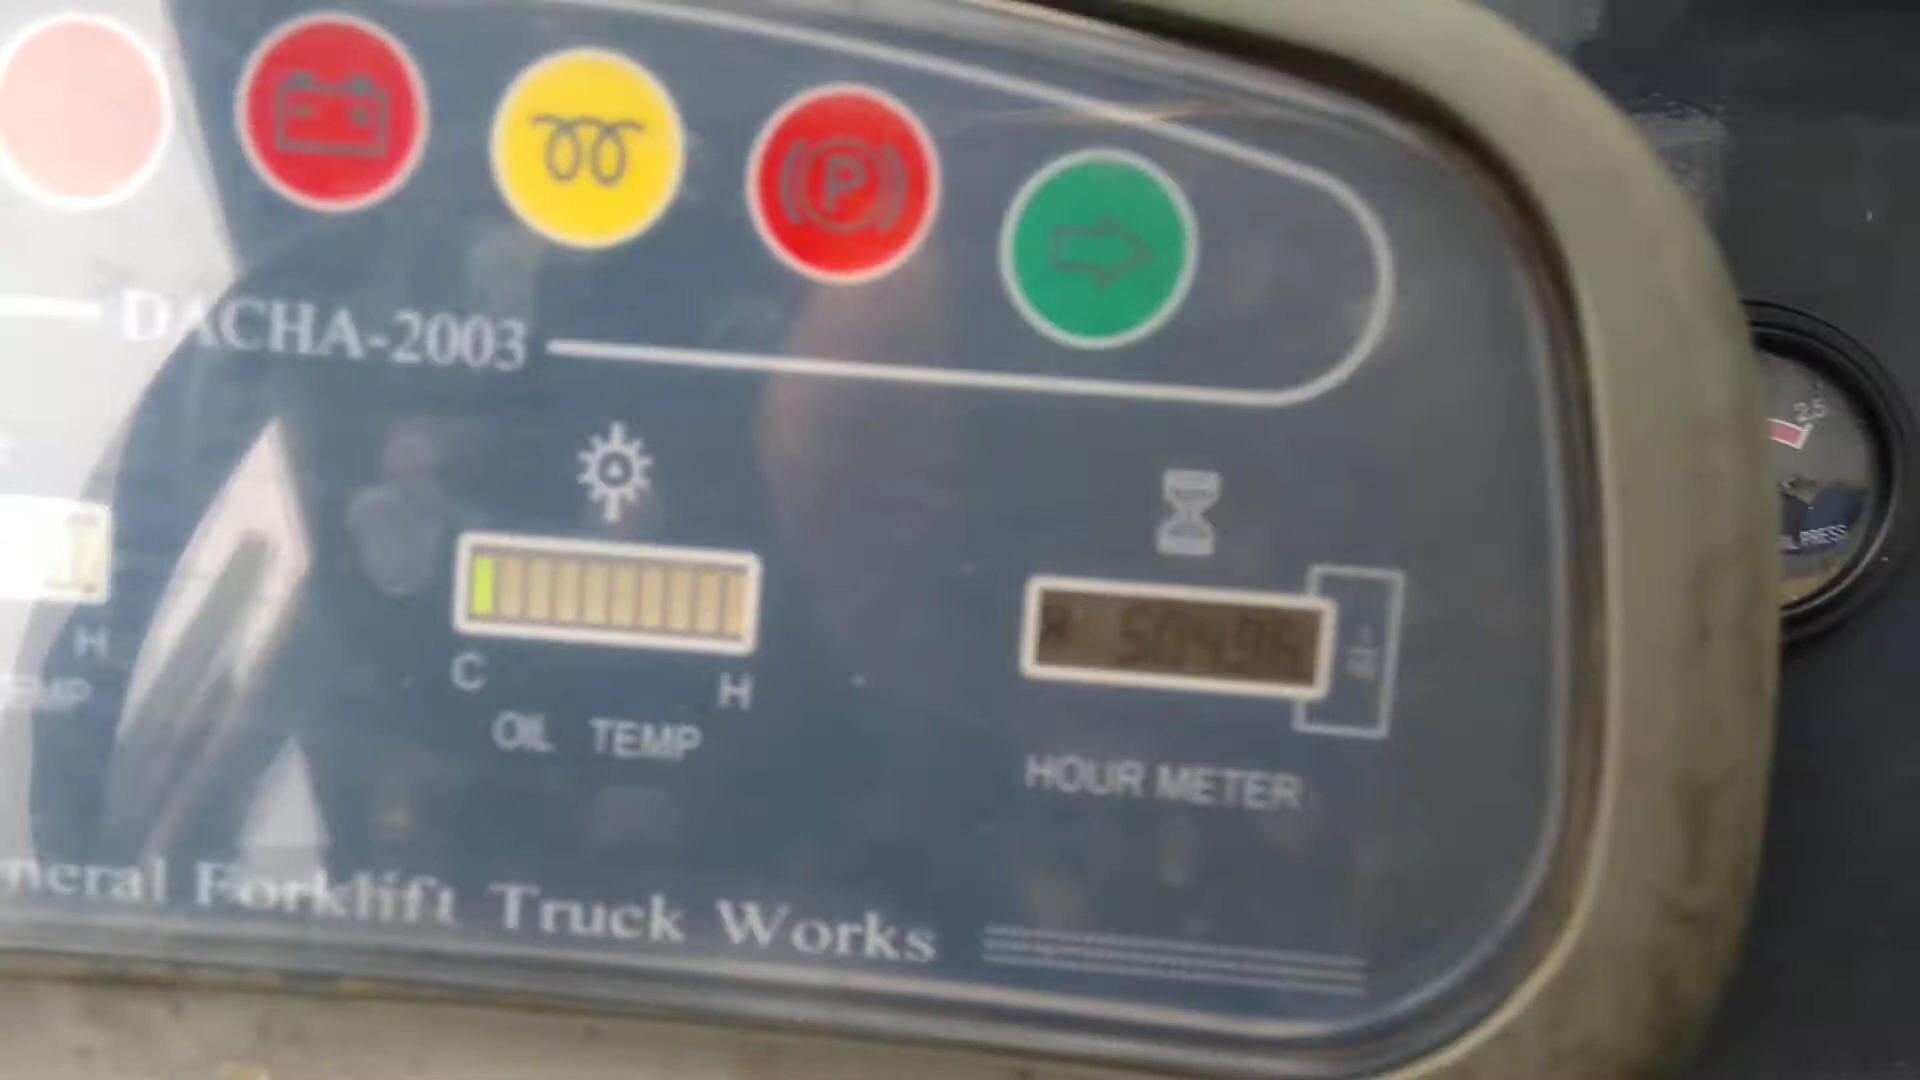 P
DACHA-2003
H
C
H
OIL TEMP
HOUR METER
Forklift Truck Works